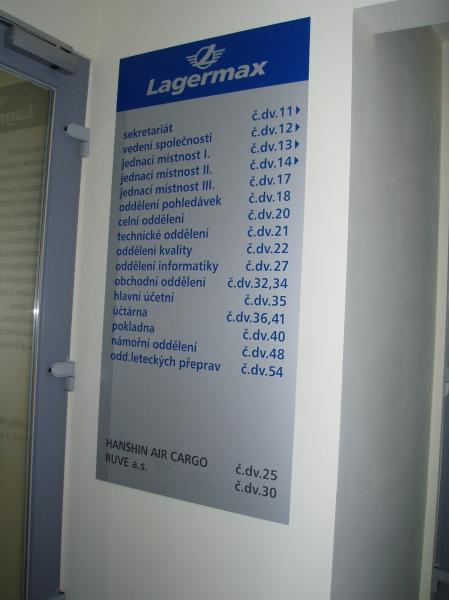 Lagermax
sekretariát č.dv.11
vedení společnosti č.dv.12
jednací místnost I. č.dv.13
jednací místnost II. č.dv.14
jednací místnost III. č.dv.17
oddělení pohledávek č.dv.18
celní oddělení č.dv.20
technické oddělení č.dv.21
oddělení kvality č.dv.22
oddělení informatiky č.dv.27
obchodní oddělení č.dv.32,34
hlavní účetní č.dv.35
účtárna č.dv.36,41
pokladna č.dv.40
námořní oddělení č.dv.48
odd.leteckých přeprav č.dv.54
HANSHIN AIR CARGO č.dv.25
RUVE a.s. č.dv.30